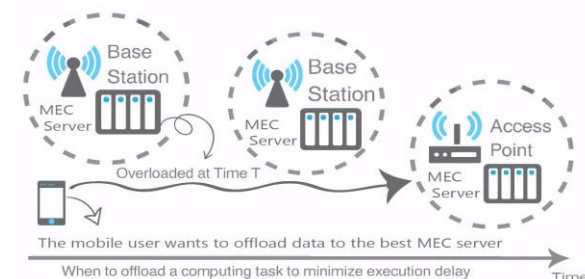 Base
Station
MEC
Server
Base
Station
MEC
Server
Access
Point
MEC
Server
Overloaded at Time T
The mobile user wants to offload data to the best MEC server
When to offload a computing task to minimize execution delay
Time